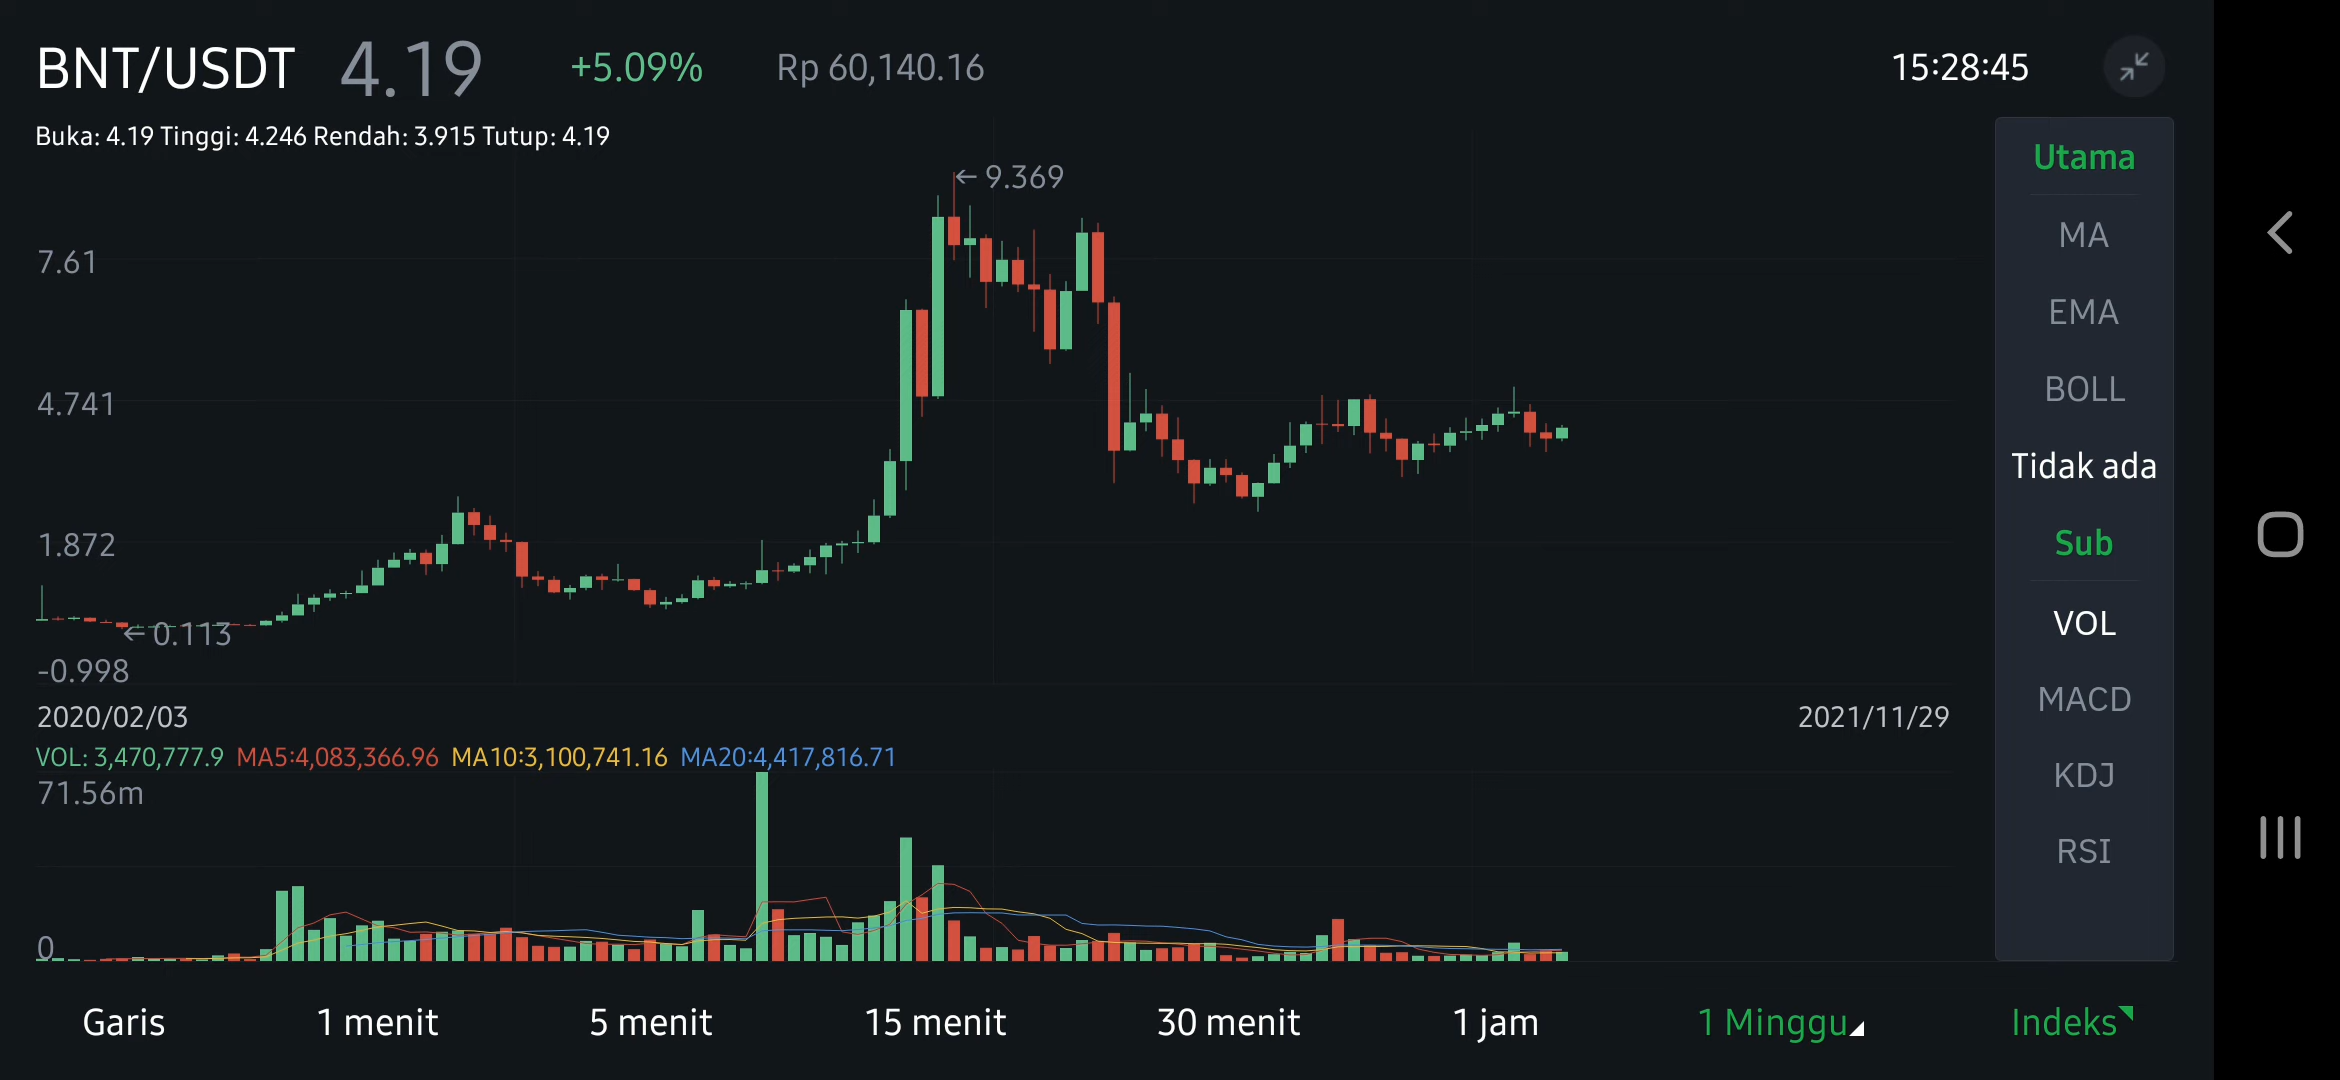 BNT/USDT 4.19 +5.09% Rp 60,140.16 15:28:45
Buka: 4.19 Tinggi: 4.246 Rendah: 3.915 Tutup: 4.19
← 9.369
7.61
4.741
1.872
← 0.113
-0.998
2020/02/03 2021/11/29
VOL: 3,470,777.9 MA5:4,083,366.96 MA10:3,100,741.16 MA20:4,417,816.71
71.56m
0
Utama
MA
EMA
BOLL
Tidak ada
Sub
VOL
MACD
KDJ
RSI
Garis 1 menit 5 menit 15 menit 30 menit 1 jam 1 Minggu Indeks